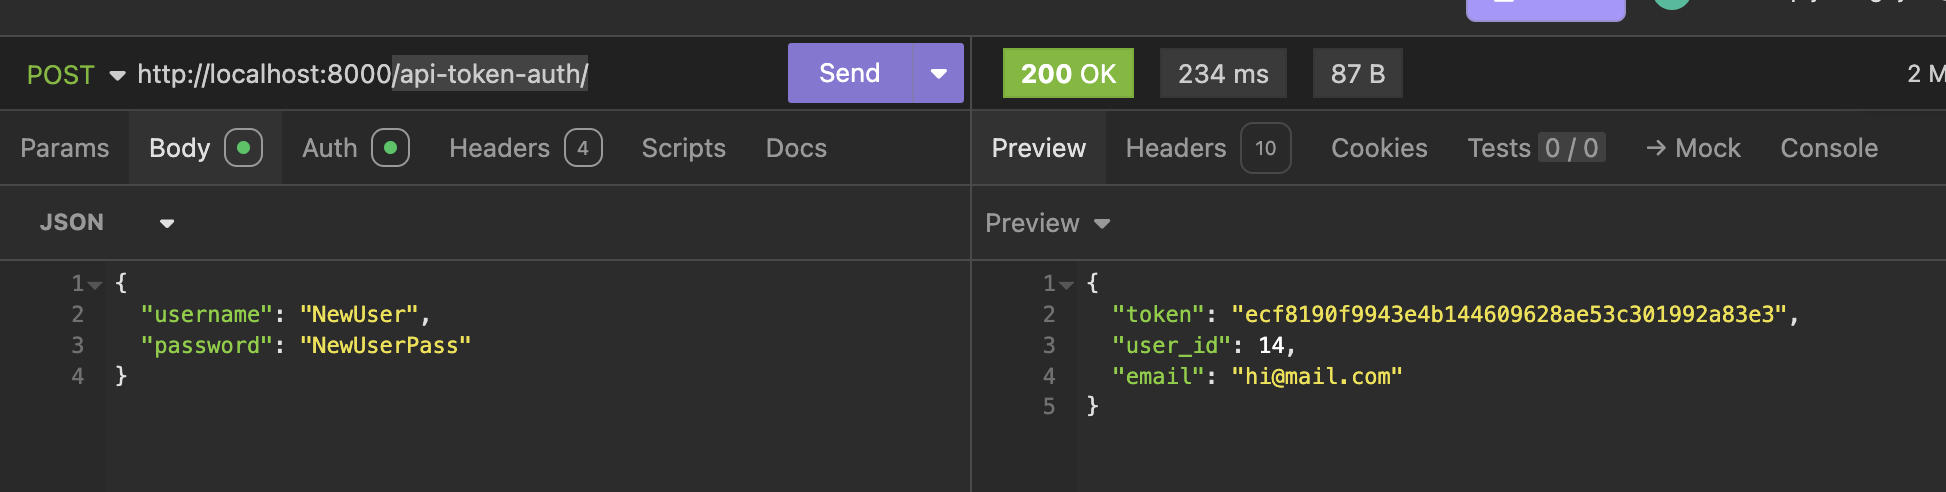 POST http://localhost:8000/api-token-auth/ Send
200 OK 234 ms 87 B 2 M
Params Body Auth Headers 4 Scripts Docs
Preview Headers 10 Cookies Tests 0 / 0 → Mock Console
JSON
Preview
1 {
2 "username": "NewUser",
3 "password": "NewUserPass"
4 }
1 {
2 "token": "ecf8190f9943e4b144609628ae53c301992a83e3",
3 "user_id": 14,
4 "email": "hi@mail.com"
5 }